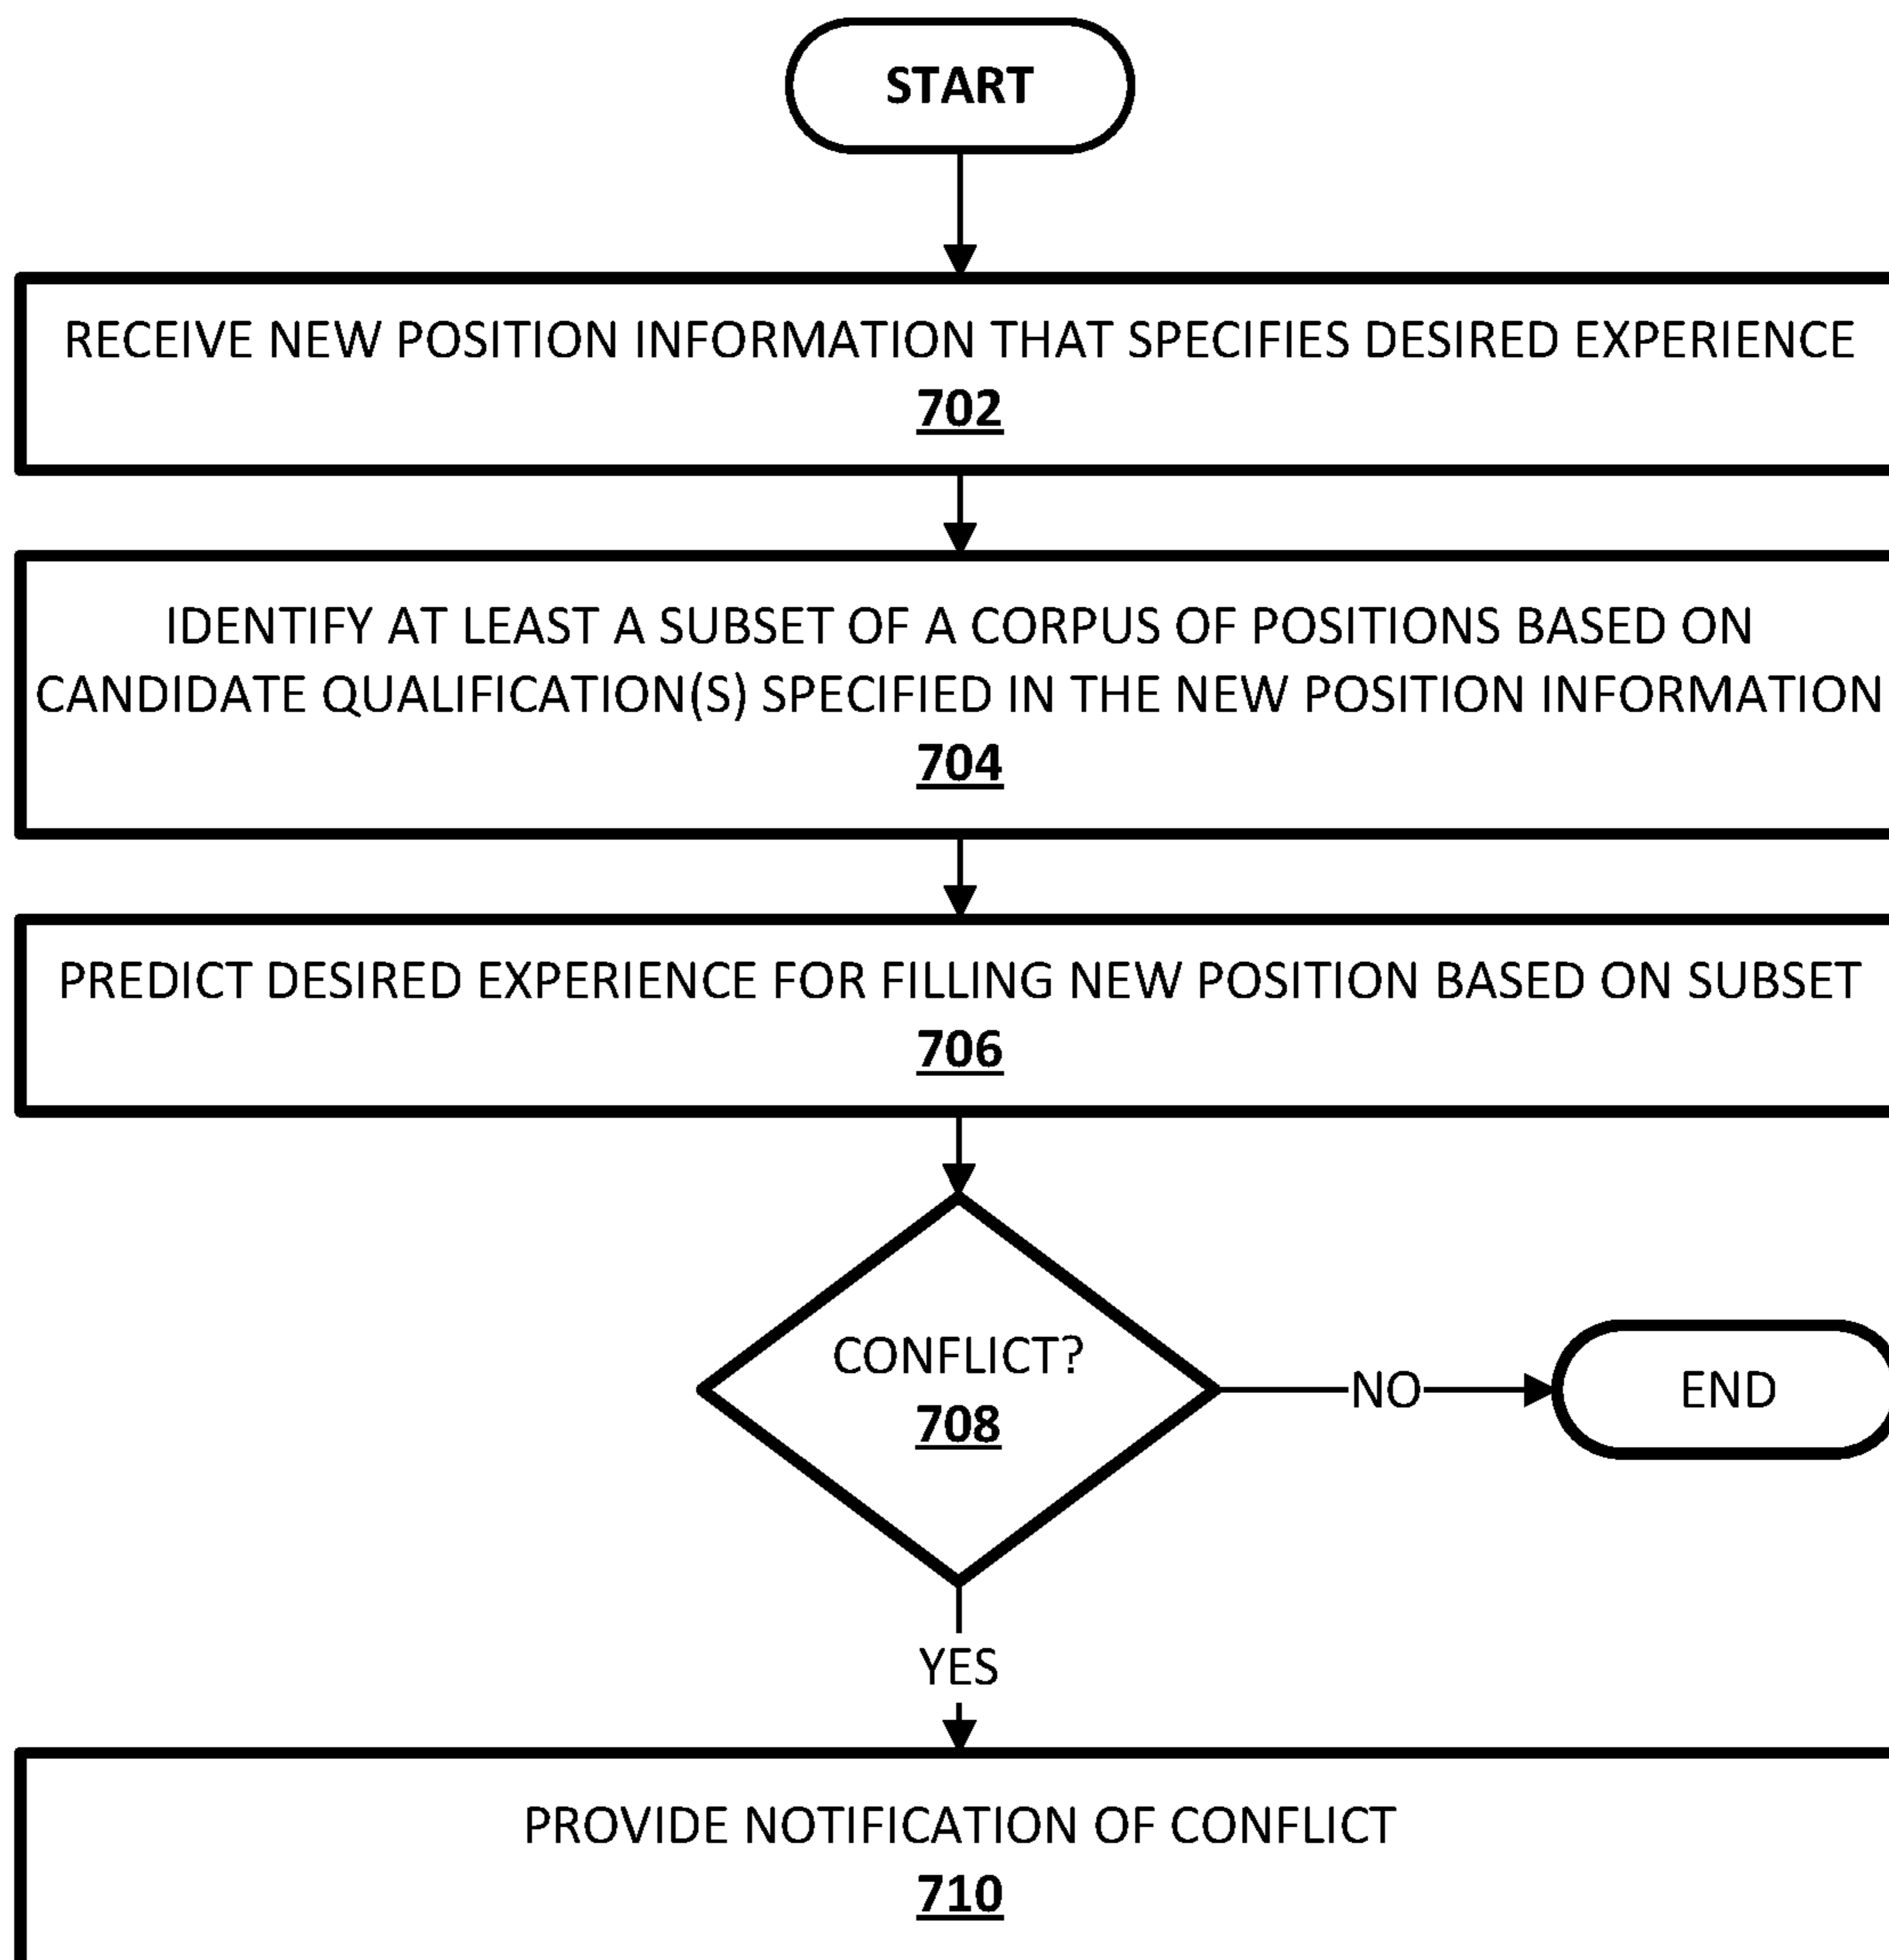 START
RECEIVE NEW POSITION INFORMATION THAT SPECIFIES DESIRED EXPERIENCE
702
IDENTIFY AT LEAST A SUBSET OF A CORPUS OF POSITIONS BASED ON
CANDIDATE QUALIFICATION(S) SPECIFIED IN THE NEW POSITION INFORMATION
704
PREDICT DESIRED EXPERIENCE FOR FILLING NEW POSITION BASED ON SUBSET
706
CONFLICT?
708
NO
END
YES
PROVIDE NOTIFICATION OF CONFLICT
710